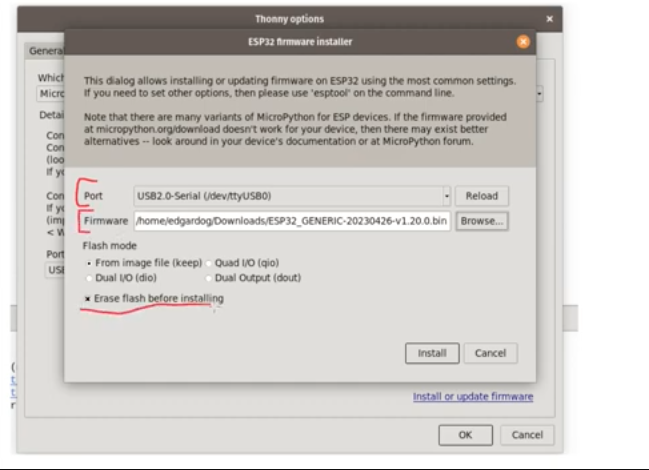 Thonny options
ESP32 firmware installer
General
Which
Micro
Detai
Con
Con
(loo
If yo
Con
If yo
(im
< W
Port
USB
This dialog allows installing or updating firmware on ESP32 using the most common settings.
If you need to set other options, then please use 'esptool' on the command line.
Note that there are many variants of MicroPython for ESP devices. If the firmware provided
at micropython.org/download doesn't work for your device, then there may exist better
alternatives -- look around in your device's documentation or at MicroPython forum.
Port USB2.0-Serial (/dev/ttyUSB0) Reload
Firmware /home/edgardog/Downloads/ESP32_GENERIC-20230426-v1.20.0.bin Browse...
Flash mode
From image file (keep) Quad I/O (qio)
Dual I/O (dio) Dual Output (dout)
Erase flash before installing
Install Cancel
Install or update firmware
OK Cancel